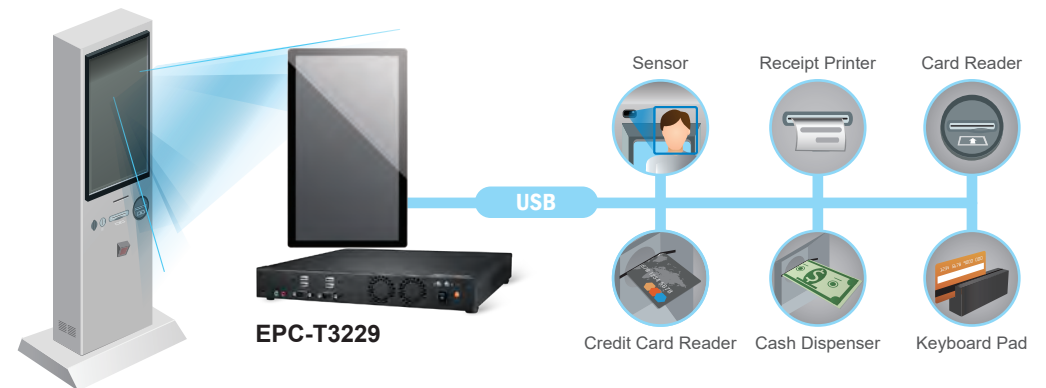 Sensor
Receipt Printer
Card Reader
USB
EPC-T3229
Credit Card Reader
Cash Dispenser
Keyboard Pad